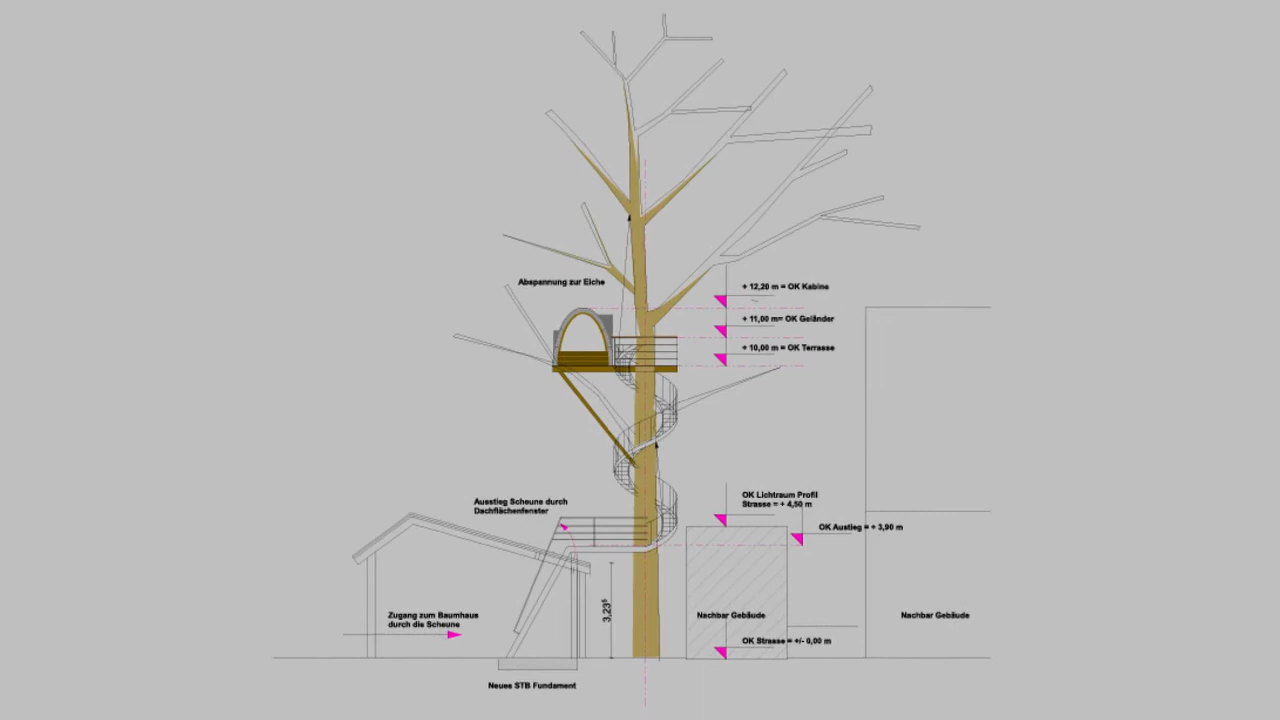 Abspannung zur Eiche
+ 12,20 m = OK Kabine
+ 11,00 m= OK Geländer
+ 10,00 m = OK Terrasse
OK Lichtraum Profil
Strasse = + 4,50 m
Ausstieg Scheune durch
Dachflächenfenster
OK Austieg = + 3,90 m
3,23⁵
Zugang zum Baumhaus
durch die Scheune
Nachbar Gebäude
Nachbar Gebäude
OK Strasse = +/- 0,00 m
Neues STB Fundament